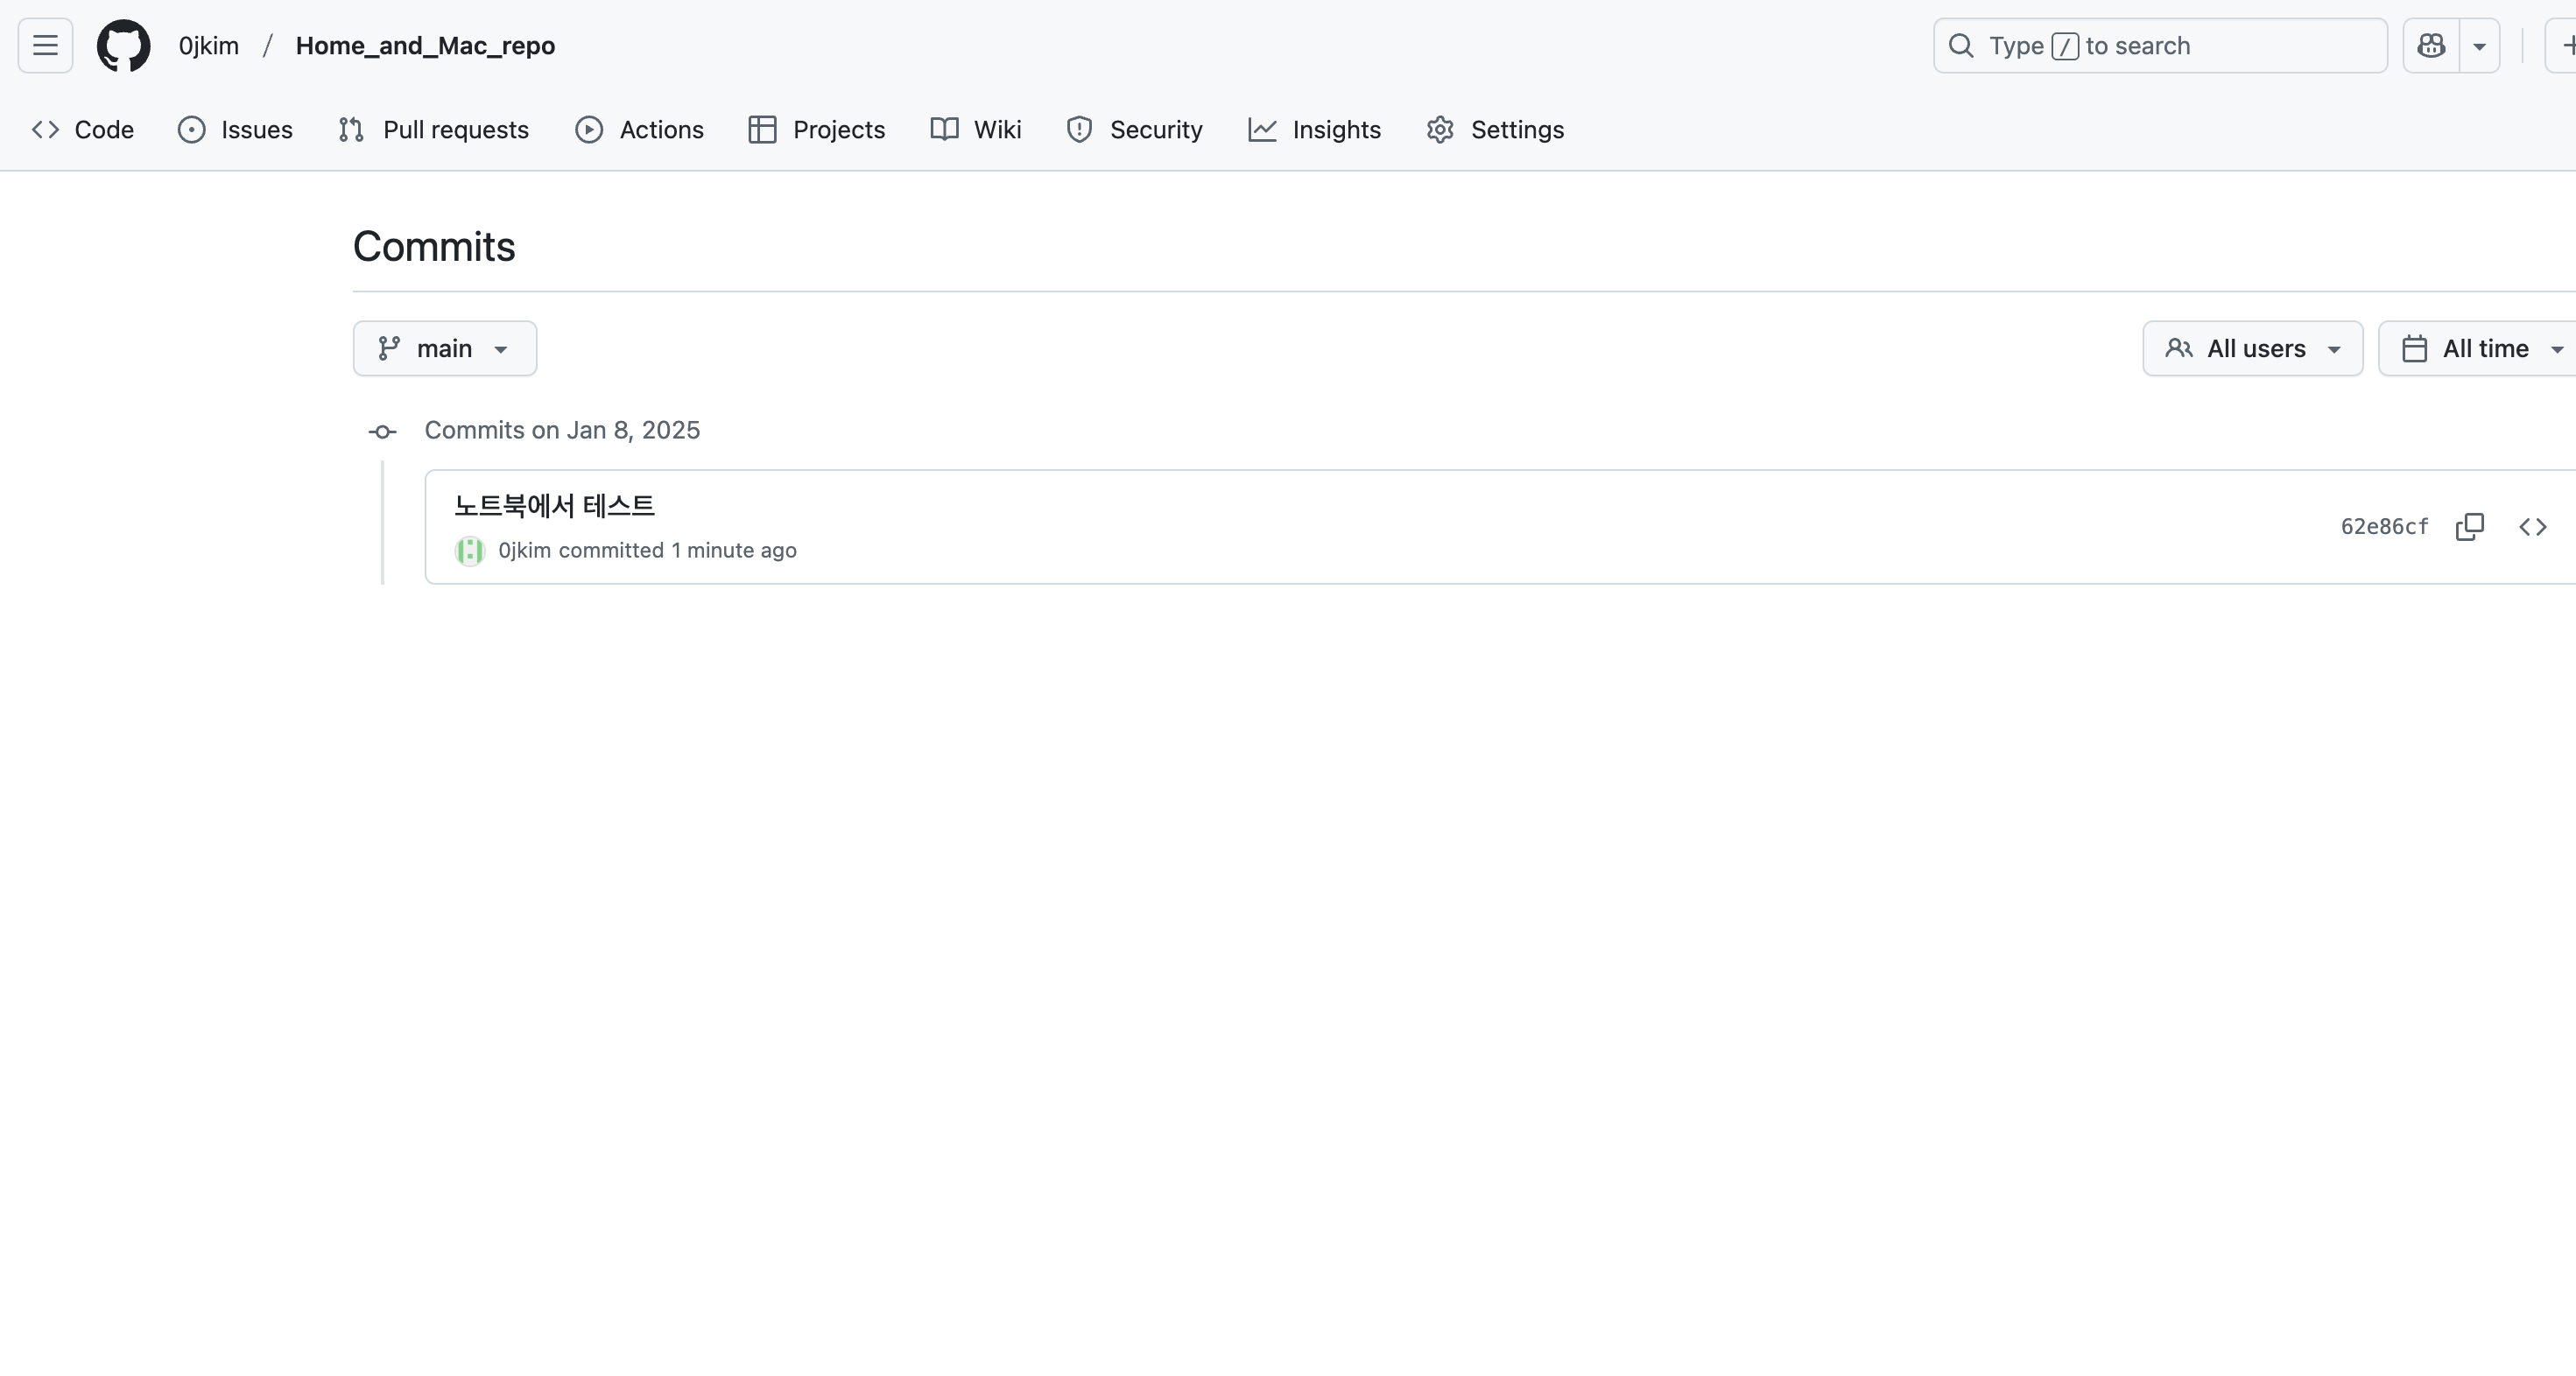 0jkim / Home_and_Mac_repo
Type / to search
Code Issues Pull requests Actions Projects Wiki Security Insights Settings
Commits
main
All users All time
Commits on Jan 8, 2025
노트북에서 테스트
62e86cf
0jkim committed 1 minute ago